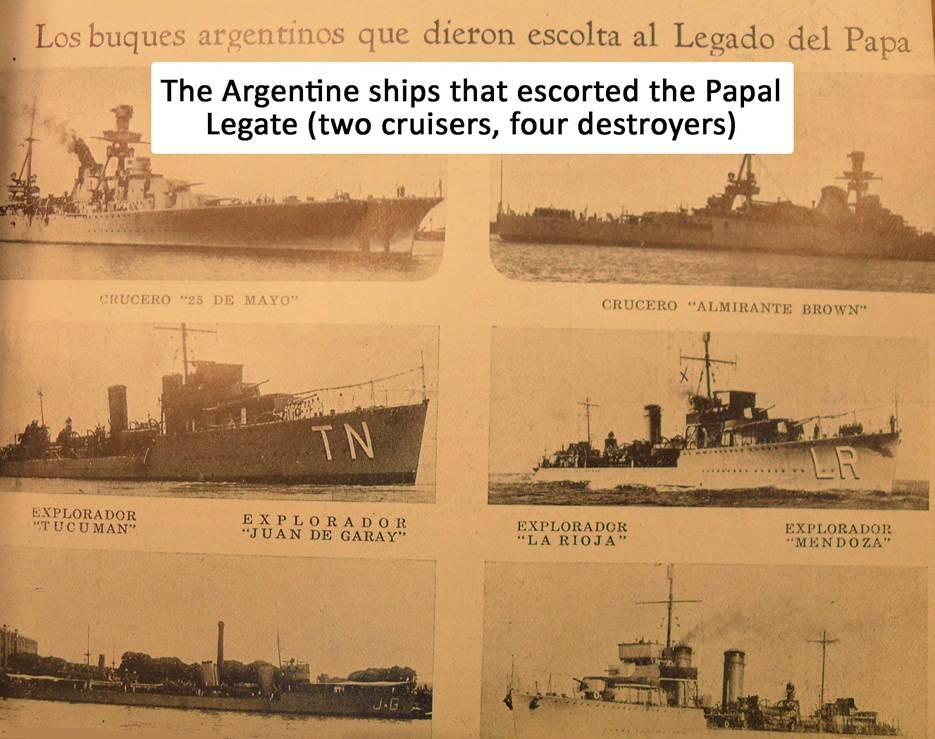 Los buques argentinos que dieron escolta al Legado del Papa
The Argentine ships that escorted the Papal
Legate (two cruisers, four destroyers)
CRUCERO "25 DE MAYO"
CRUCERO "ALMIRANTE BROWN"
TN
LR
EXPLORADOR
"TUCUMAN"
EXPLORADOR
"JUAN DE GARAY"
EXPLORADOR
"LA RIOJA"
EXPLORADOR
"MENDOZA"
J·G